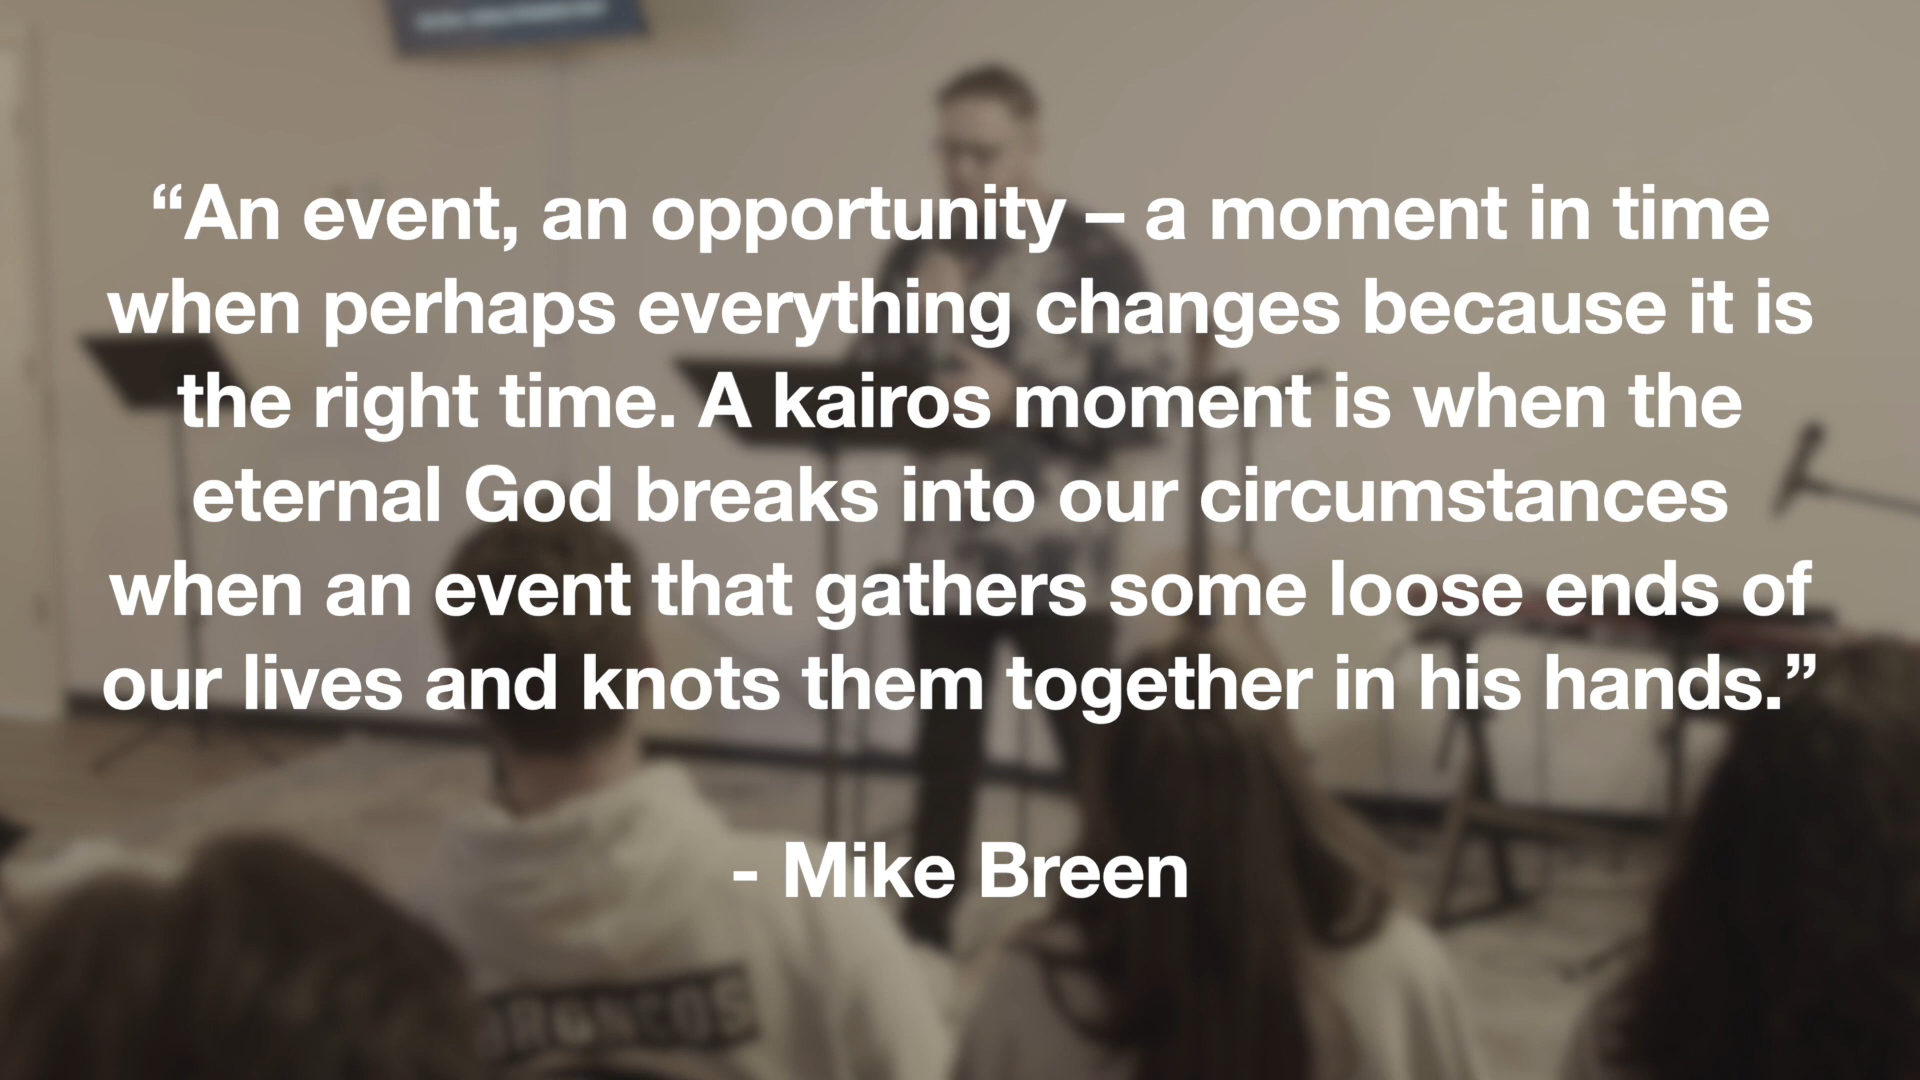 “An event, an opportunity – a moment in time
when perhaps everything changes because it is
the right time. A kairos moment is when the
eternal God breaks into our circumstances
when an event that gathers some loose ends of
our lives and knots them together in his hands.”
- Mike Breen
BRONCOS